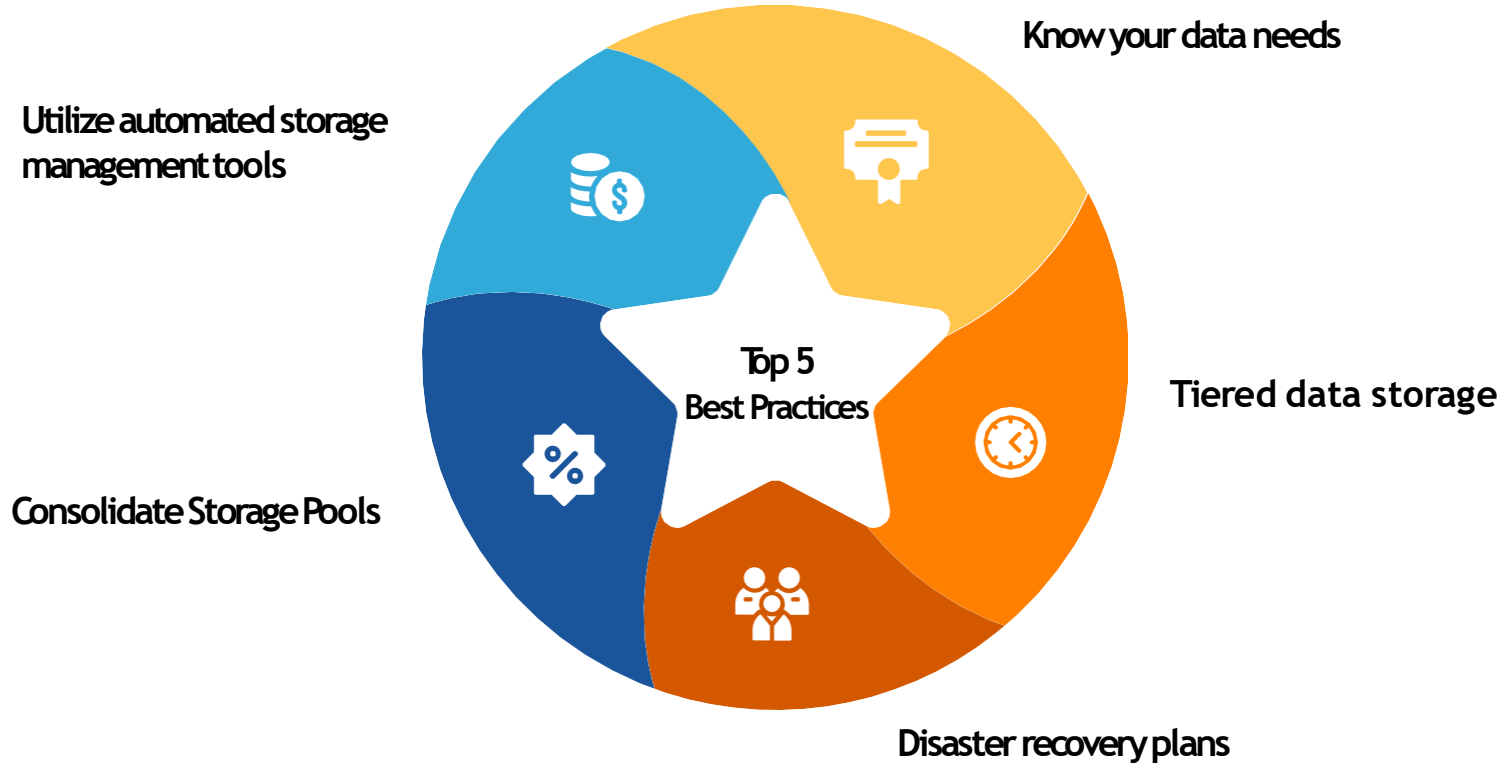 Know your data needs
Utilize automated storage
management tools
Top 5
Best Practices
Tiered data storage
Consolidate Storage Pools
Disaster recovery plans
$
%